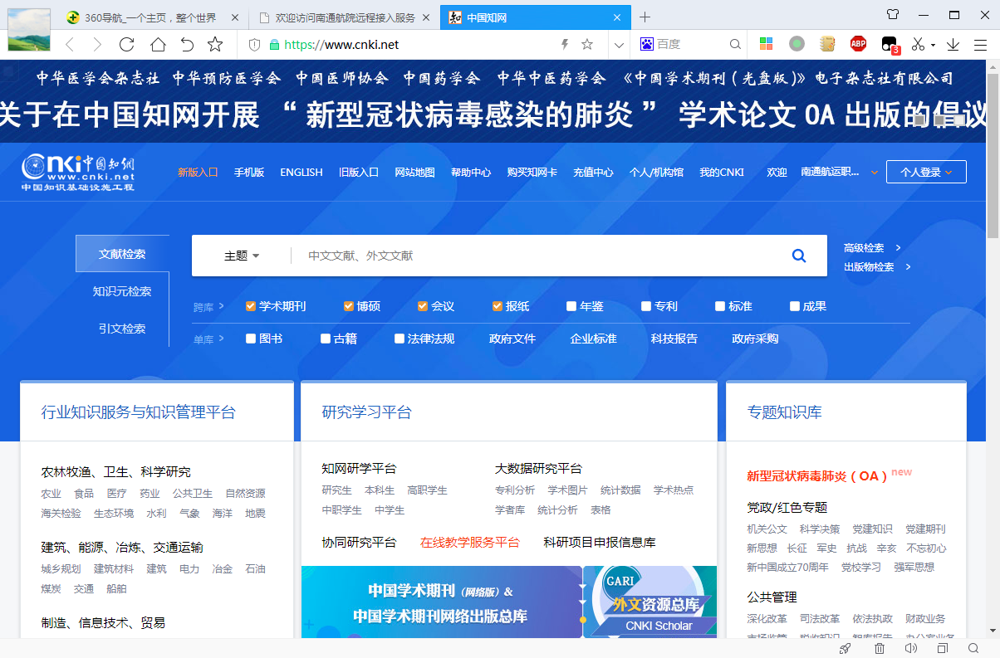 360导航_一个主页，整个世界
欢迎访问南通航院远程接入服务
中国知网
https://www.cnki.net
百度
ABP
3
中华医学会杂志社 中华预防医学会 中国医师协会 中国药学会 中华中医药学会 《中国学术期刊（光盘版）》电子杂志社有限公司
关于在中国知网开展“新型冠状病毒感染的肺炎”学术论文 OA 出版的倡议
cnki 中国知网
www.cnki.net
中国知识基础设施工程
新版入口 手机版 ENGLISH 旧版入口 网站地图 帮助中心 购买知网卡 充值中心 个人/机构馆 我的CNKI 欢迎 南通航运职... 个人登录
文献检索
知识元检索
引文检索
主题 中文文献、外文文献
高级检索 >
出版物检索 >
跨库 > 学术期刊 博硕 会议 报纸 年鉴 专利 标准 成果
单库 > 图书 古籍 法律法规 政府文件 企业标准 科技报告 政府采购
行业知识服务与知识管理平台
农林牧渔、卫生、科学研究
农业 食品 医疗 药业 公共卫生 自然资源
海关检验 生态环境 水利 气象 海洋 地震
建筑、能源、冶炼、交通运输
城乡规划 建筑材料 建筑 电力 冶金 石油
煤炭 交通 船舶
制造、信息技术、贸易
研究学习平台
知网研学平台
研究生 本科生 高职学生
中职学生 中学生
大数据研究平台
专利分析 学术图片 统计数据 学术热点
学者库 统计分析 表格
协同研究平台 在线教学服务平台 科研项目申报信息库
中国学术期刊（网络版）&
中国学术期刊网络出版总库
GARI
外文资源总库
CNKI Scholar
专题知识库
新型冠状病毒肺炎（OA）new
党政/红色专题
机关公文 科学决策 党建知识 党建期刊
新思想 长征 军史 抗战 辛亥 不忘初心
新中国成立70周年 党校学习 强军思想
公共管理
深化改革 司法改革 依法执政 财政业务